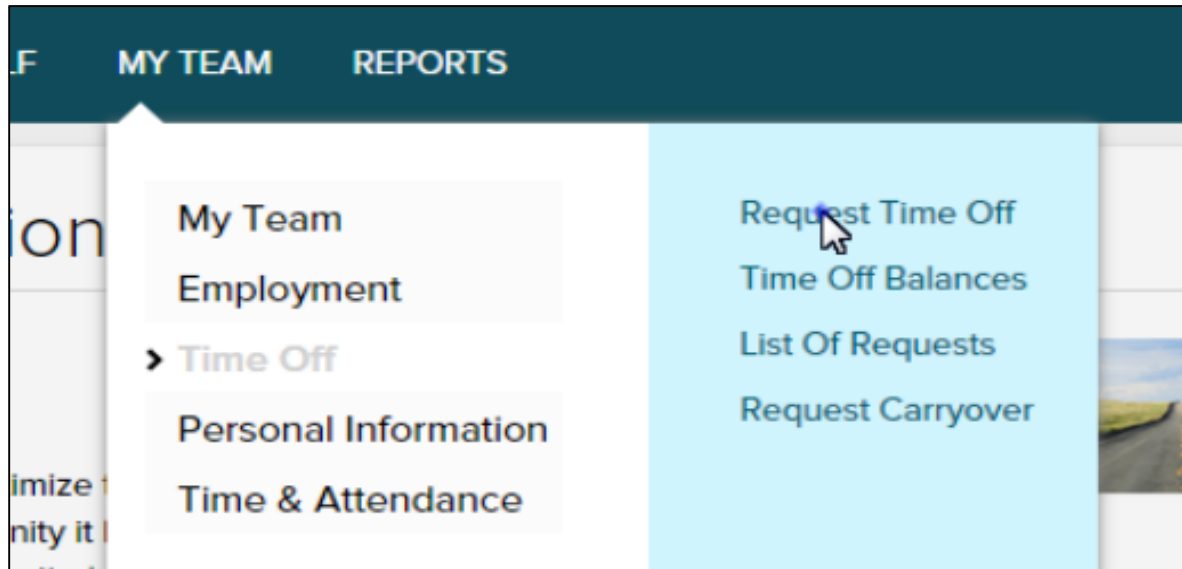 LF MY TEAM REPORTS
ion
My Team
Employment
Time Off
Personal Information
Time & Attendance
Request Time Off
Time Off Balances
List Of Requests
Request Carryover
imize t
nity it